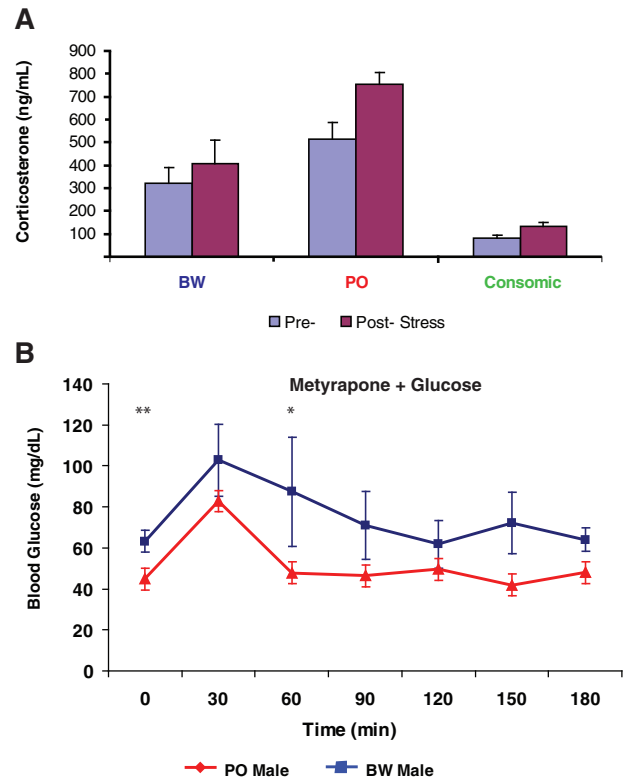 A
Corticosterone (ng/mL)
900
800
700
600
500
400
300
200
100
BW PO Consomic
Pre- Post- Stress
B
Metyrapone + Glucose
Blood Glucose (mg/dL)
140
120
100
80
60
40
20
0
** *
0 30 60 90 120 150 180
Time (min)
PO Male BW Male